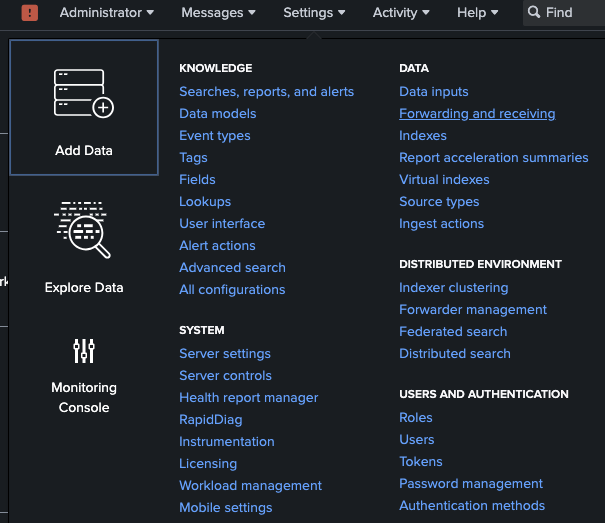 Administrator Messages Settings Activity Help Find
Add Data
Explore Data
Monitoring
Console
KNOWLEDGE
Searches, reports, and alerts
Data models
Event types
Tags
Fields
Lookups
User interface
Alert actions
Advanced search
All configurations
SYSTEM
Server settings
Server controls
Health report manager
RapidDiag
Instrumentation
Licensing
Workload management
Mobile settings
DATA
Data inputs
Forwarding and receiving
Indexes
Report acceleration summaries
Virtual indexes
Source types
Ingest actions
DISTRIBUTED ENVIRONMENT
Indexer clustering
Forwarder management
Federated search
Distributed search
USERS AND AUTHENTICATION
Roles
Users
Tokens
Password management
Authentication methods